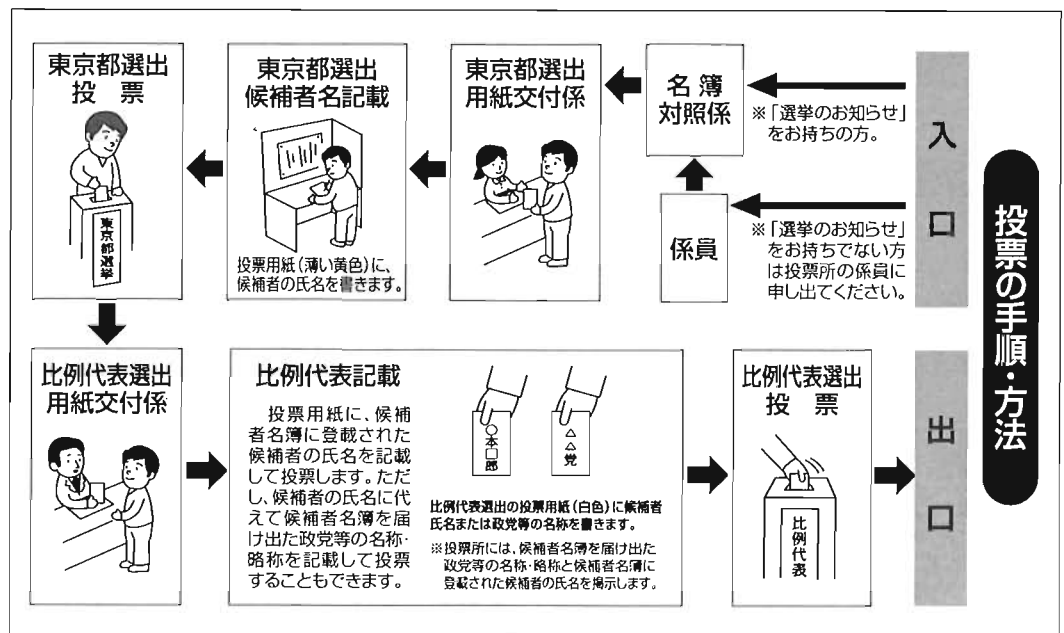 投票の手順・方法
入口
※「選挙のお知らせ」
をお持ちの方。
※「選挙のお知らせ」
をお持ちでない方
は投票所の係員に
申し出てください。
名簿
対照係
係員
東京都選出
用紙交付係
東京都選出
候補者名記載
投票用紙(薄い黄色)に、
候補者の氏名を書きます。
東京都選出
投票
東京都選挙
比例代表選出
用紙交付係
比例代表記載
投票用紙に、候補
者名簿に登載された
候補者の氏名を記載
して投票します。ただ
し、候補者の氏名に代
えて候補者名簿を届
け出た政党等の名称・
略称を記載して投票
することもできます。
○本□郎
△△党
比例代表選出の投票用紙(白色)に候補者
氏名または政党等の名称を書きます。
※投票所には、候補者名簿を届け出た
政党等の名称・略称と候補者名簿に
登載された候補者の氏名を掲示します。
比例代表選出
投票
比例代表
出口